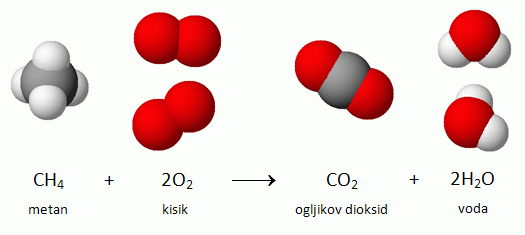 CH₄ + 2O₂ ⟶ CO₂ + 2H₂O
metan kisik ogljikov dioksid voda